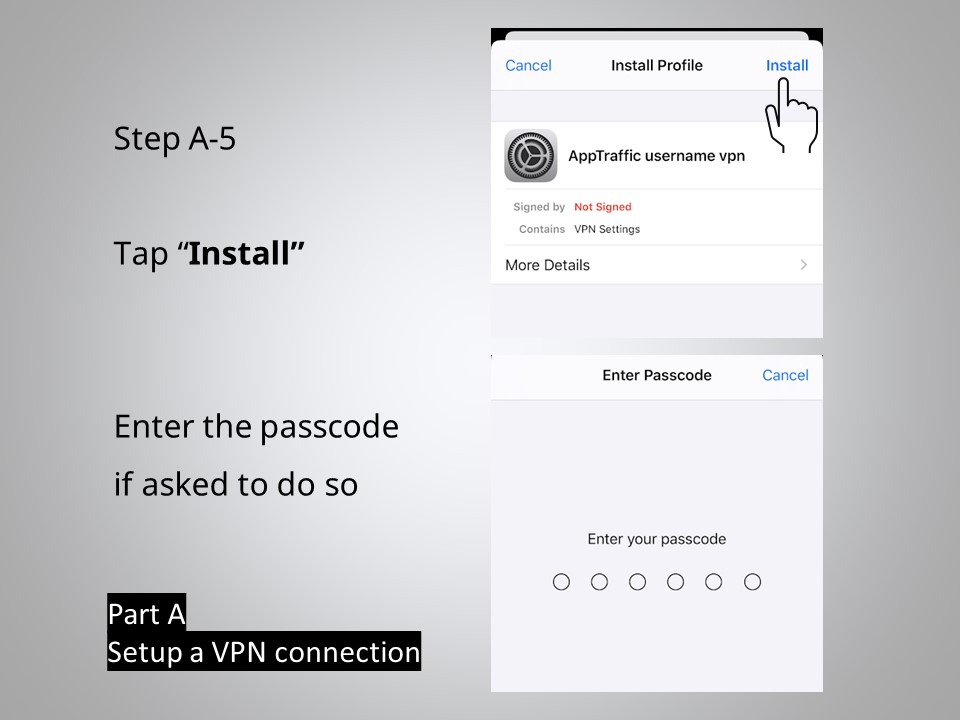 Step A-5
Tap “Install”
Enter the passcode
if asked to do so
Part A
Setup a VPN connection
Cancel Install Profile Install
AppTraffic username vpn
Signed by Not Signed
Contains VPN Settings
More Details
Enter Passcode Cancel
Enter your passcode